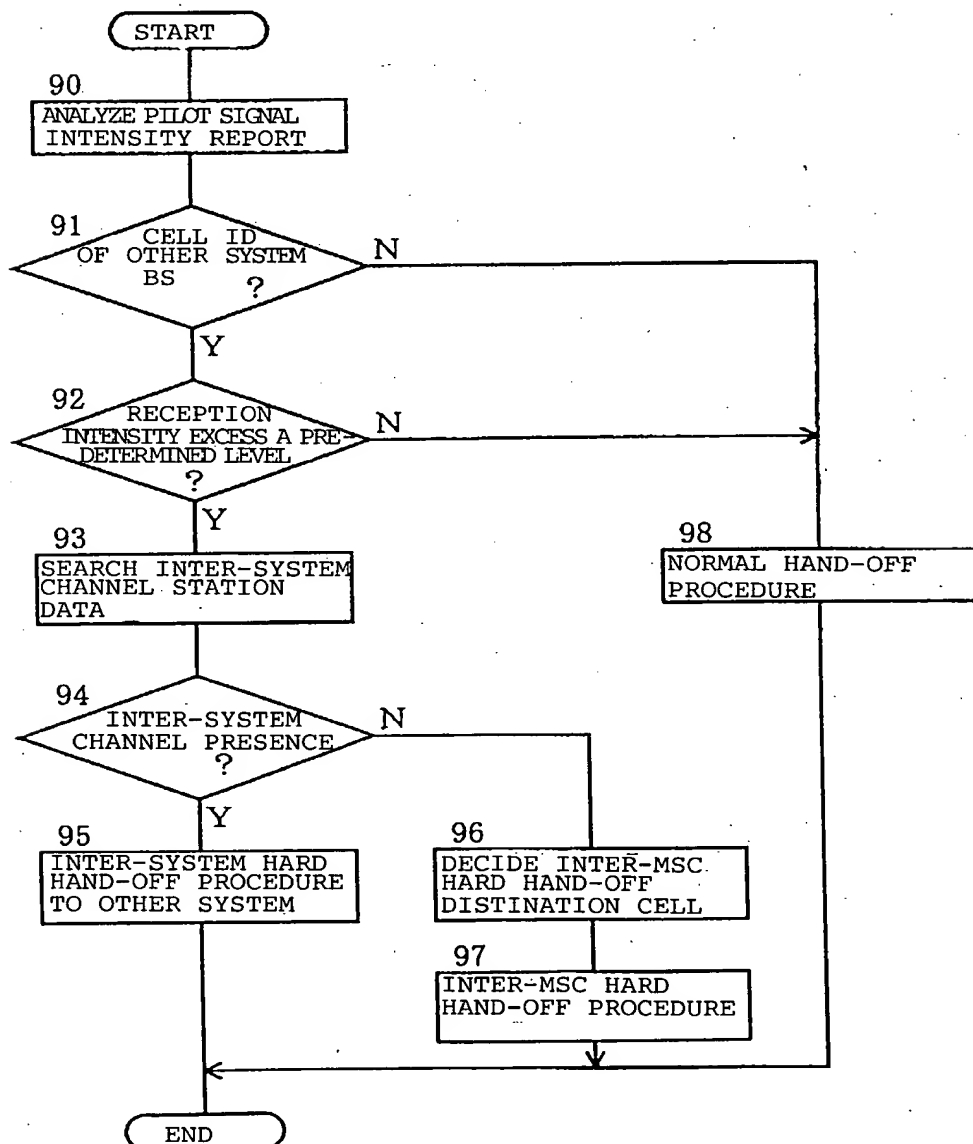 START
90
ANALYZE PILOT SIGNAL
INTENSITY REPORT
91
CELL ID
OF OTHER SYSTEM
BS ?
N
Y
92
RECEPTION
INTENSITY EXCESS A PRE-
DETERMINED LEVEL
?
N
Y
93
SEARCH INTER-SYSTEM
CHANNEL STATION
DATA
98
NORMAL HAND-OFF
PROCEDURE
94
INTER-SYSTEM
CHANNEL PRESENCE
?
N
Y
95
INTER-SYSTEM HARD
HAND-OFF PROCEDURE
TO OTHER SYSTEM
96
DECIDE INTER-MSC
HARD HAND-OFF
DISTINATION CELL
97
INTER-MSC HARD
HAND-OFF PROCEDURE
END